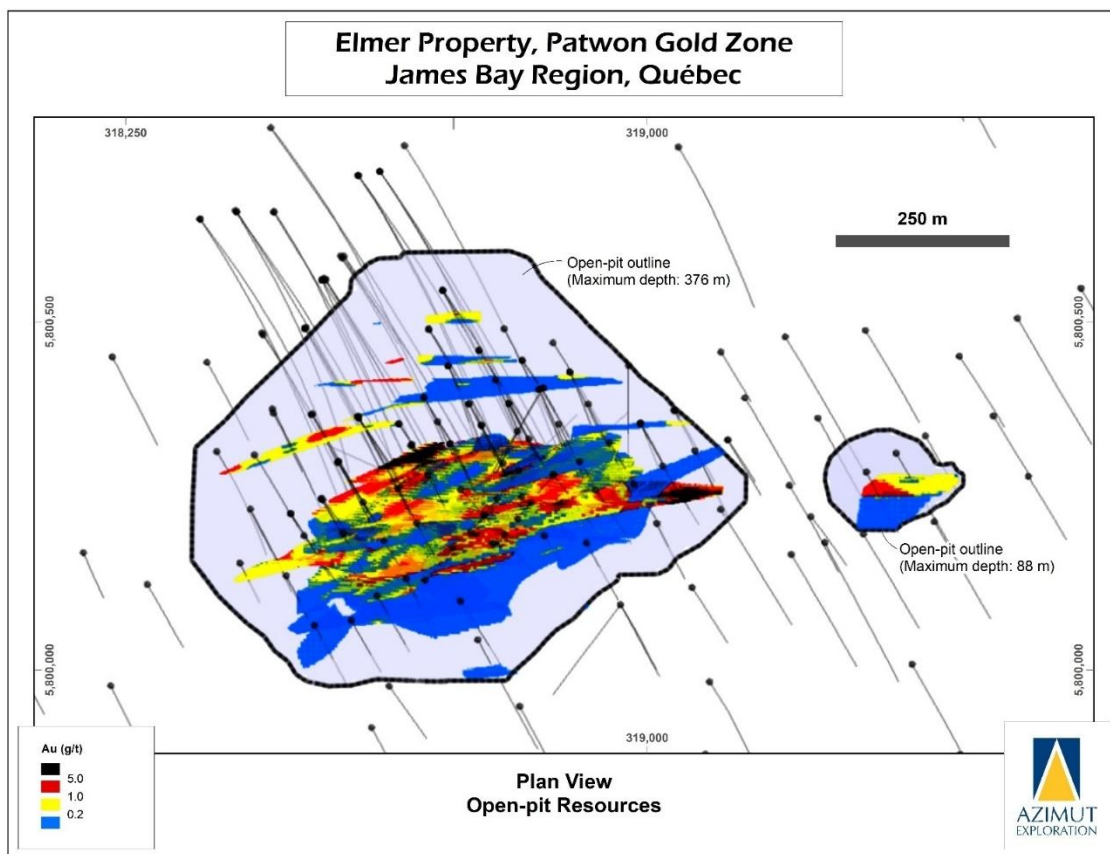 Elmer Property, Patwon Gold Zone
James Bay Region, Québec
318,250
319,000
250 m
Open-pit outline
(Maximum depth: 376 m)
5,800,500
5,800,500
Open-pit outline
(Maximum depth: 88 m)
5,800,000
5,800,000
319,000
Au (g/t)
5.0
1.0
0.2
Plan View
Open-pit Resources
AZIMUT
EXPLORATION